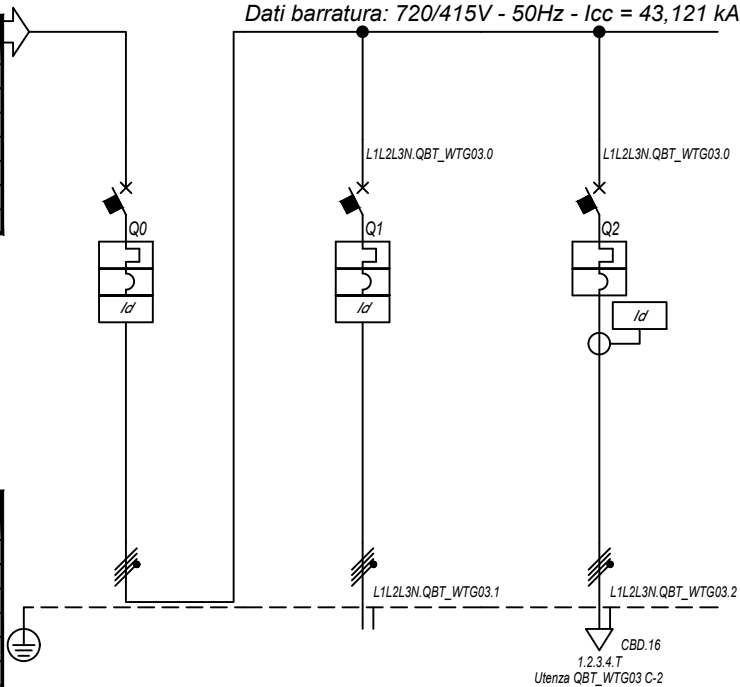 Dati barratura: 720/415V - 50Hz - Icc = 43,121 kA
L1L2L3N.QBT_WTG03.0
L1L2L3N.QBT_WTG03.0
Q0
Q1
Q2
Id
Id
Id
L1L2L3N.QBT_WTG03.1
L1L2L3N.QBT_WTG03.2
CBD.16
1.2.3.4.T
Utenza QBT_WTG03 C-2